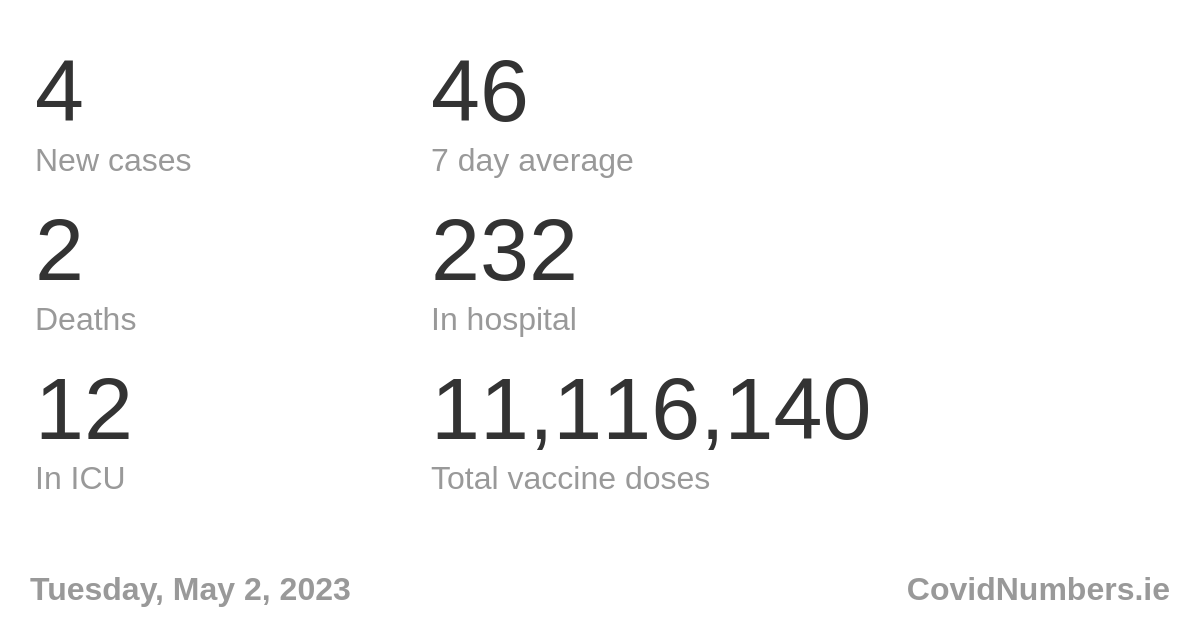 4
46
New cases
7 day average
2
232
Deaths
In hospital
12
11,116,140
In ICU
Total vaccine doses
Tuesday, May 2, 2023
CovidNumbers.ie